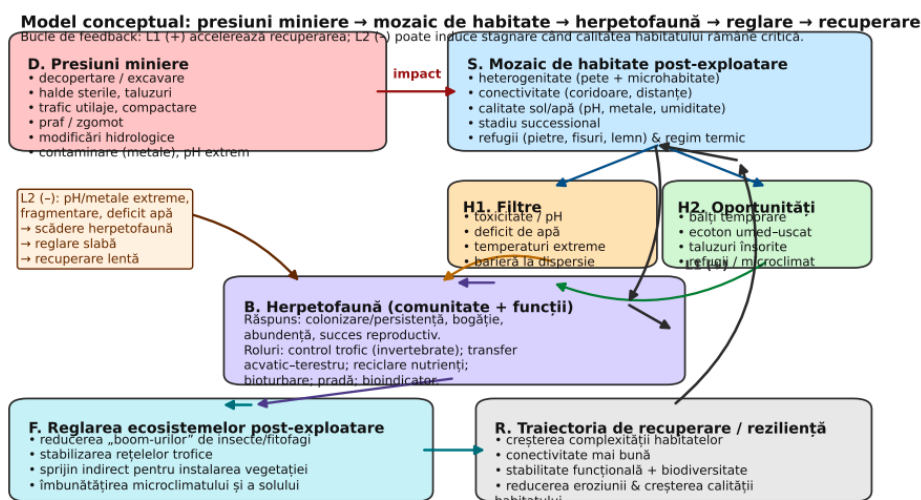 Model conceptual: presiuni miniere → mozaic de habitate → herpetofaună → reglare → recuperare
Bucle de feedback: L1 (+) accelerează recuperarea; L2 (–) poate induce stagnare când calitatea habitatului rămâne critică.
D. Presiuni miniere
• decopertare / excavare
• halde sterile, taluzuri
• trafic utilaje, compactare
• praf / zgomot
• modificări hidrologice
• contaminare (metale), pH extrem
impact
S. Mozaic de habitate post-exploatare
• heterogenitate (pete + microhabitate)
• conectivitate (coridoare, distanțe)
• calitate sol/apă (pH, metale, umiditate)
• stadiu successional
• refugii (pietre, fisuri, lemn) & regim termic
L2 (–): pH/metale extreme,
fragmentare, deficit apă
→ scădere herpetofaună
→ reglare slabă
→ recuperare lentă
H1. Filtre
• toxicitate / pH
• deficit de apă
• temperaturi extreme
• bariera la dispersie
H2. Oportunități
• bălți temporare
• ecoton umed–uscat
• taluzuri însorite
• refugii / microclimat
L1 (+)
B. Herpetofaună (comunitate + funcții)
Răspuns: colonizare/persistență, bogăție,
abundență, succes reproductiv.
Roluri: control trofic (invertebrate); transfer
acvatic–terestru; reciclare nutrienți;
bioturbare; pradă; bioindicator.
F. Reglarea ecosistemelor post-exploatare
• reducerea „boom-urilor” de insecte/fitofagi
• stabilizarea rețelelor trofice
• sprijin indirect pentru instalarea vegetației
• îmbunătățirea microclimatului și a solului
R. Traiectoria de recuperare / reziliență
• creșterea complexității habitatelor
• conectivitate mai bună
• stabilitate funcțională + biodiversitate
• reducerea eroziunii & creșterea calității
habitatului